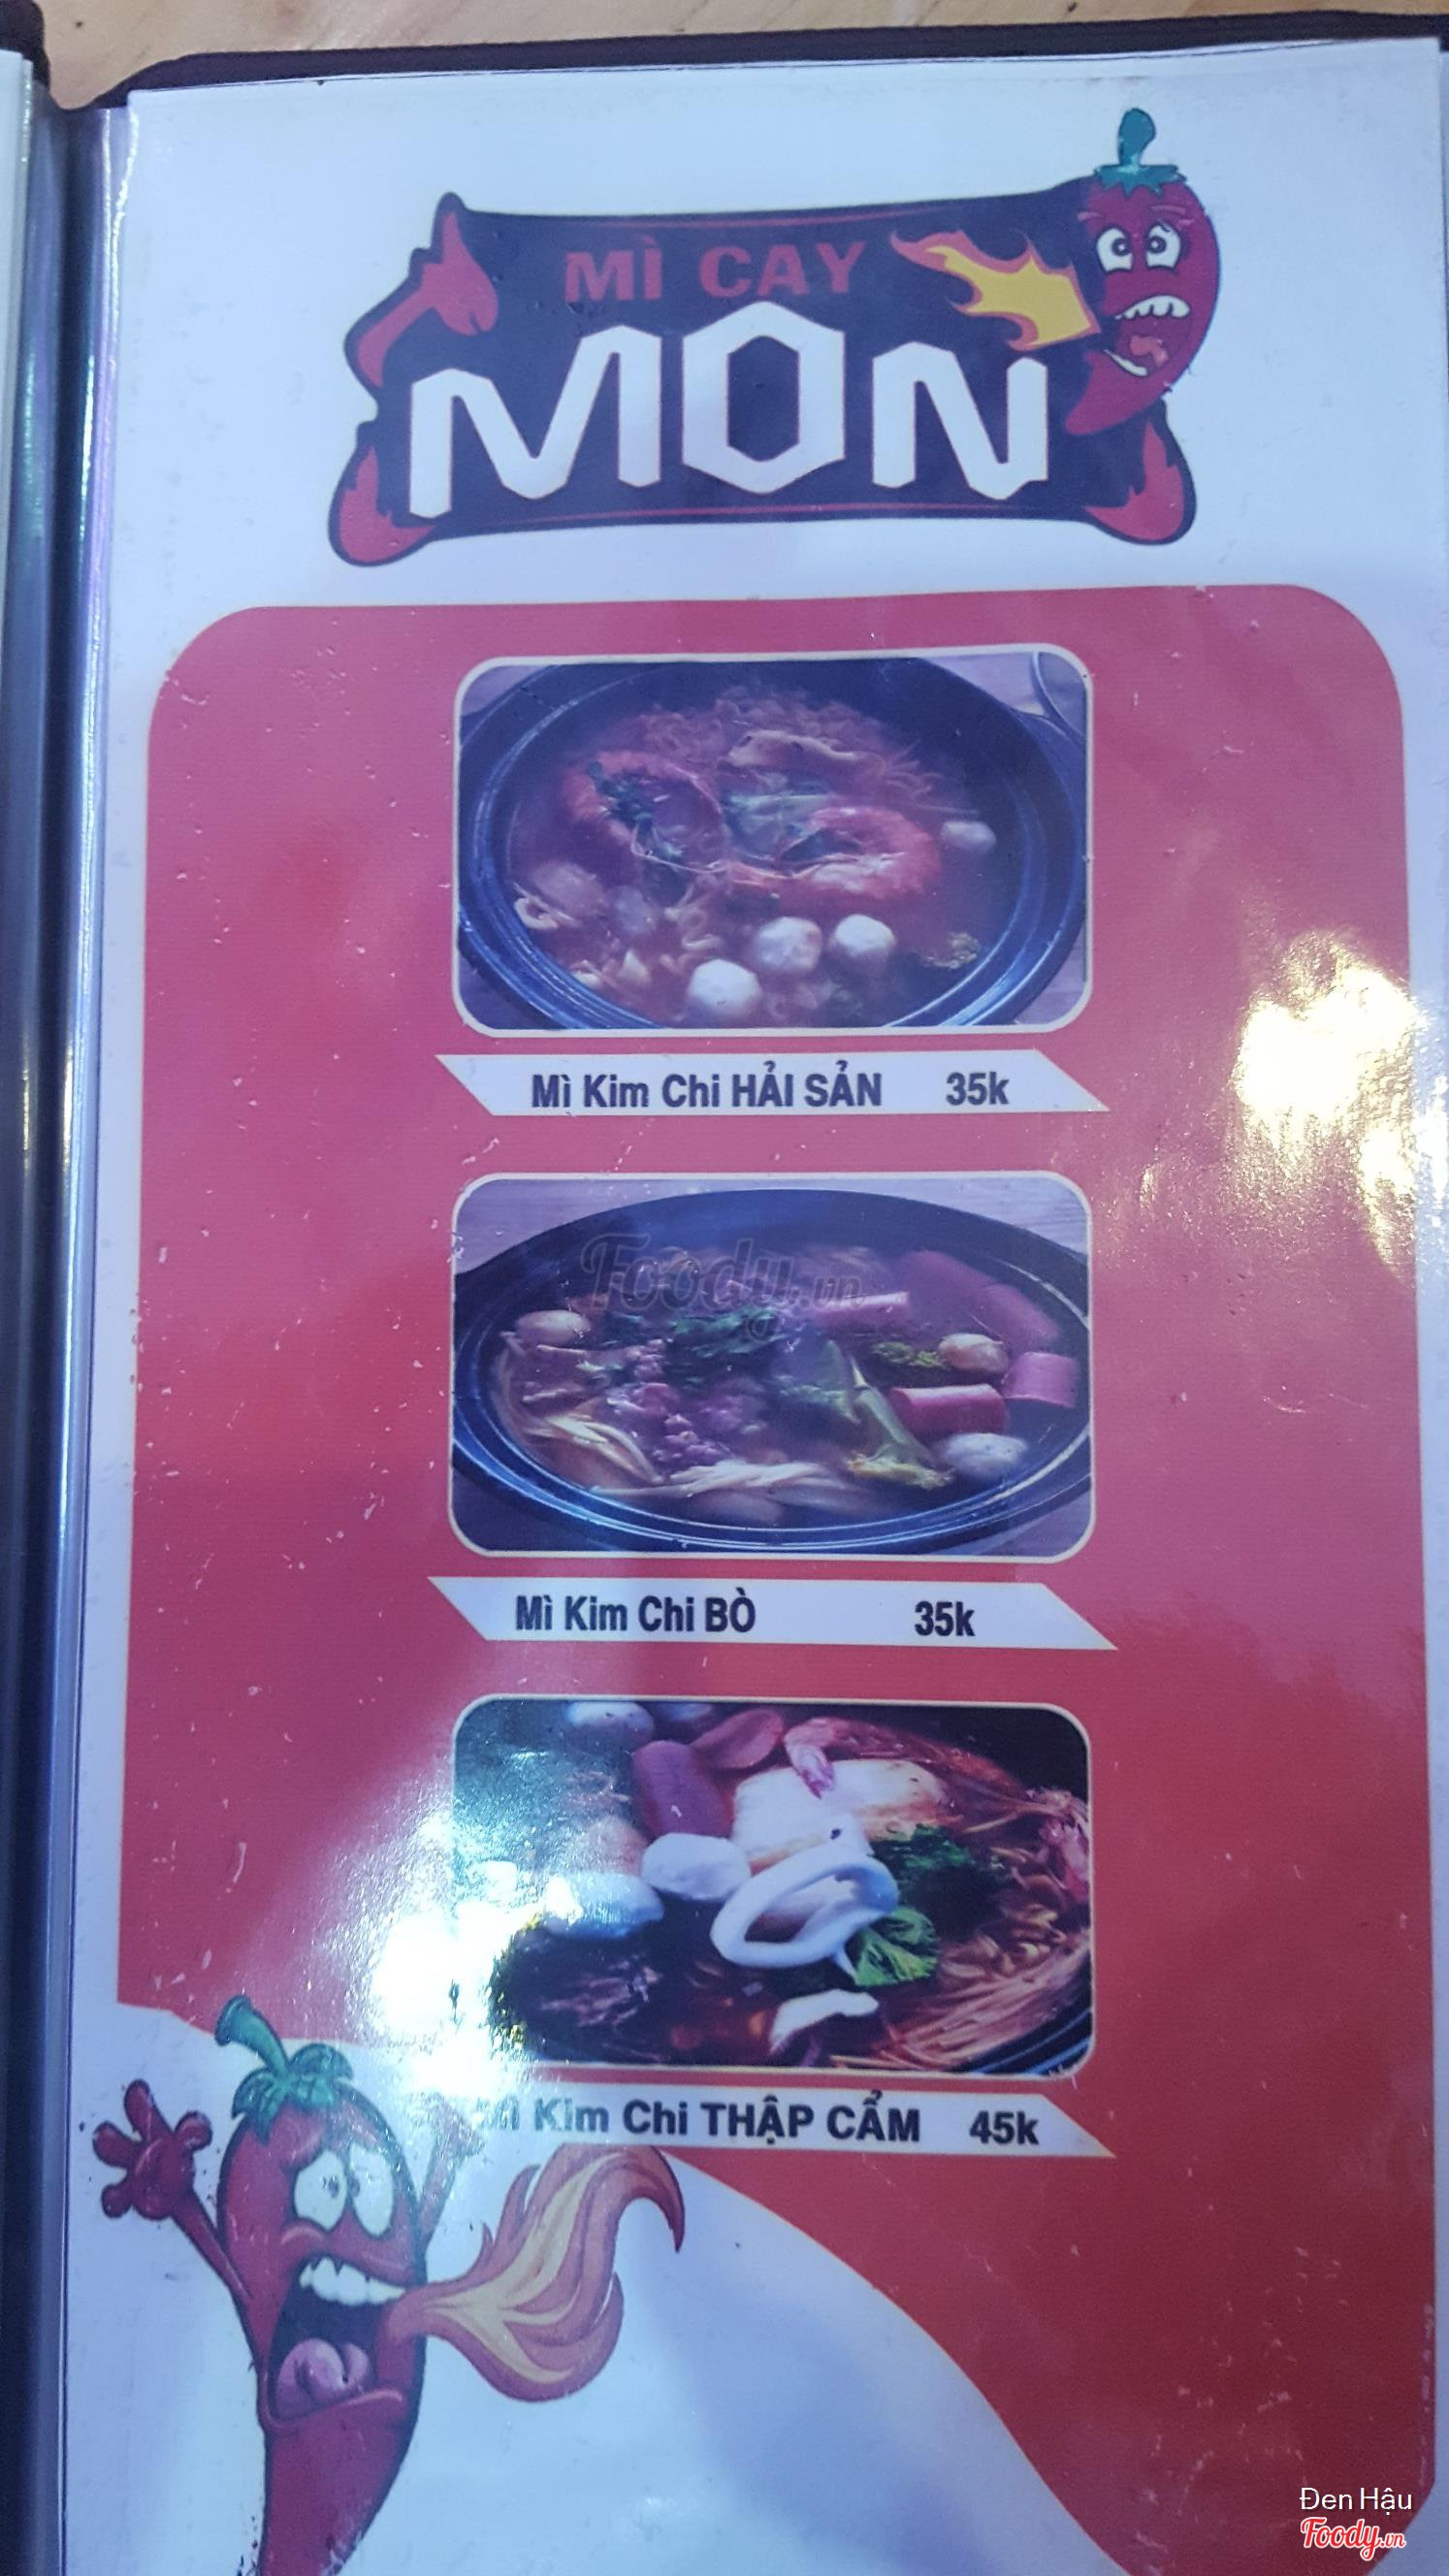 MÌ CAY
MON
Mì Kim Chi HẢI SẢN 35k
Foody.vn
Mì Kim Chi BÒ 35k
Mì Kim Chi THẬP CẨM 45k
Đen Hậu
Foody.vn